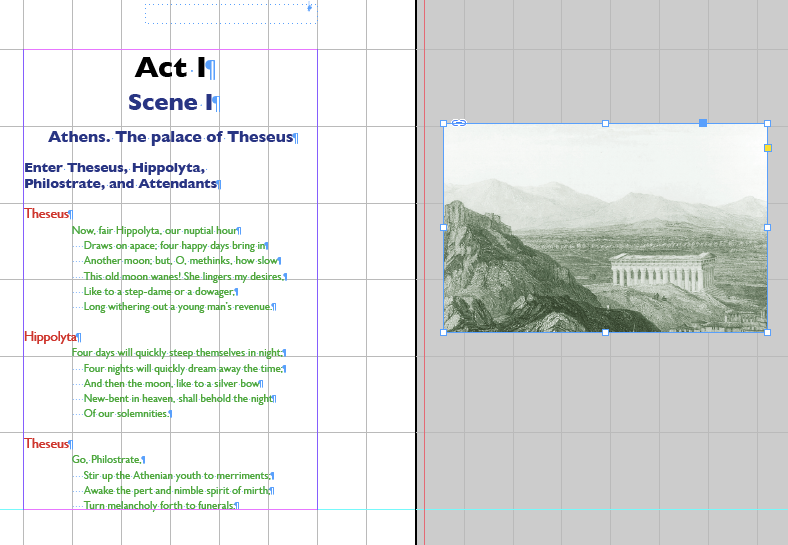 Act I
Scene I
Athens. The palace of Theseus
Enter Theseus, Hippolyta,
Philostrate, and Attendants
Theseus
Now, fair Hippolyta, our nuptial hour
Draws on apace; four happy days bring in
Another moon; but, O, methinks, how slow
This old moon wanes! She lingers my desires,
Like to a step-dame or a dowager,
Long withering out a young man’s revenue.
Hippolyta
Four days will quickly steep themselves in night;
Four nights will quickly dream away the time;
And then the moon, like to a silver bow
New-bent in heaven, shall behold the night
Of our solemnities.
Theseus
Go, Philostrate,
Stir up the Athenian youth to merriments;
Awake the pert and nimble spirit of mirth;
Turn melancholy forth to funerals;